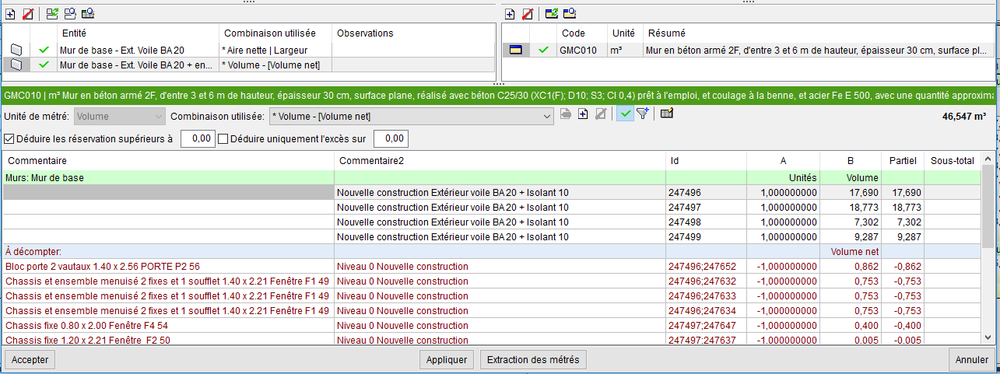 Entité Combinaison utilisée Observations
Mur de base - Ext. Voile BA 20 * Aire nette | Largeur
Mur de base - Ext. Voile BA 20 + en... * Volume - [Volume net]
Code Unité Résumé
GMC010 m³ Mur en béton armé 2F, d'entre 3 et 6 m de hauteur, épaisseur 30 cm, surface pl...
GMC010 | m³ Mur en béton armé 2F, d'entre 3 et 6 m de hauteur, épaisseur 30 cm, surface plane, réalisé avec béton C25/30 (XC1(F); D10; S3; Cl 0,4) prêt à l'emploi, et coulage à la benne, et acier Fe E 500, avec une quantité approxima
Unité de métré: Volume Combinaison utilisée: * Volume - [Volume net] 46,547 m³
Déduire les réservation supérieurs à 0,00 Déduire uniquement l'excès sur 0,00
Commentaire Commentaire2 Id A B Partiel Sous-total
Murs: Mur de base Unités Volume
Nouvelle construction Extérieur voile BA 20 + Isolant 10 247496 1,000000000 17,690 17,690
Nouvelle construction Extérieur voile BA 20 + Isolant 10 247497 1,000000000 18,773 18,773
Nouvelle construction Extérieur voile BA 20 + Isolant 10 247498 1,000000000 7,302 7,302
Nouvelle construction Extérieur voile BA 20 + Isolant 10 247499 1,000000000 9,287 9,287
À décompter: Volume net
Bloc porte 2 vautaux 1.40 x 2.56 PORTE P2 56 Niveau 0 Nouvelle construction 247496;247652 -1,000000000 0,862 -0,862
Chassis et ensemble menuisé 2 fixes et 1 soufflet 1.40 x 2.21 Fenêtre F1 49 Niveau 0 Nouvelle construction 247496;247632 -1,000000000 0,753 -0,753
Chassis et ensemble menuisé 2 fixes et 1 soufflet 1.40 x 2.21 Fenêtre F1 49 Niveau 0 Nouvelle construction 247496;247633 -1,000000000 0,753 -0,753
Chassis et ensemble menuisé 2 fixes et 1 soufflet 1.40 x 2.21 Fenêtre F1 49 Niveau 0 Nouvelle construction 247496;247634 -1,000000000 0,753 -0,753
Chassis fixe 0.80 x 2.00 Fenêtre F4 54 Niveau 0 Nouvelle construction 247497;247647 -1,000000000 0,400 -0,400
Chassis fixe 1.20 x 2.21 Fenêtre F2 50 Niveau 0 Nouvelle construction 247497;247637 -1,000000000 0,005 -0,005
Accepter Appliquer Extraction des métrés Annuler